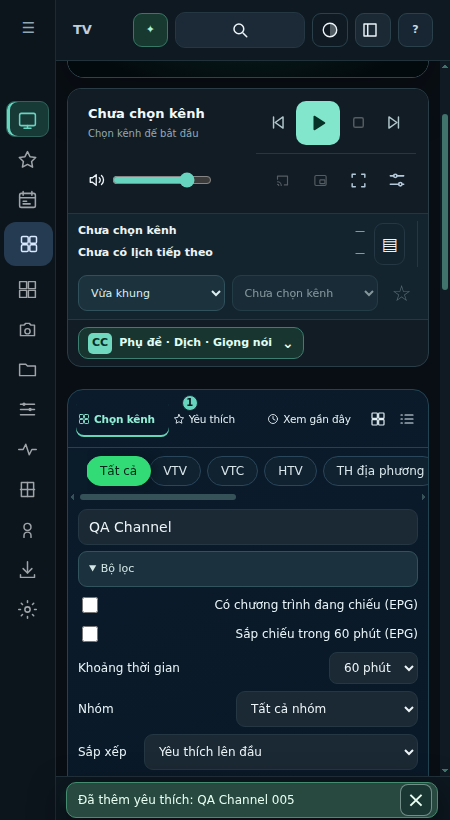 TV
?
Chưa chọn kênh
Chọn kênh để bắt đầu
Chưa chọn kênh —
Chưa có lịch tiếp theo —
Vừa khung
Chưa chọn kênh
CC Phụ đề · Dịch · Giọng nói
1
Chọn kênh
Yêu thích
Xem gần đây
Tất cả
VTV
VTC
HTV
TH địa phương
QA Channel
▼ Bộ lọc
Có chương trình đang chiếu (EPG)
Sắp chiếu trong 60 phút (EPG)
Khoảng thời gian
60 phút
Nhóm
Tất cả nhóm
Sắp xếp
Yêu thích lên đầu
Đã thêm yêu thích: QA Channel 005